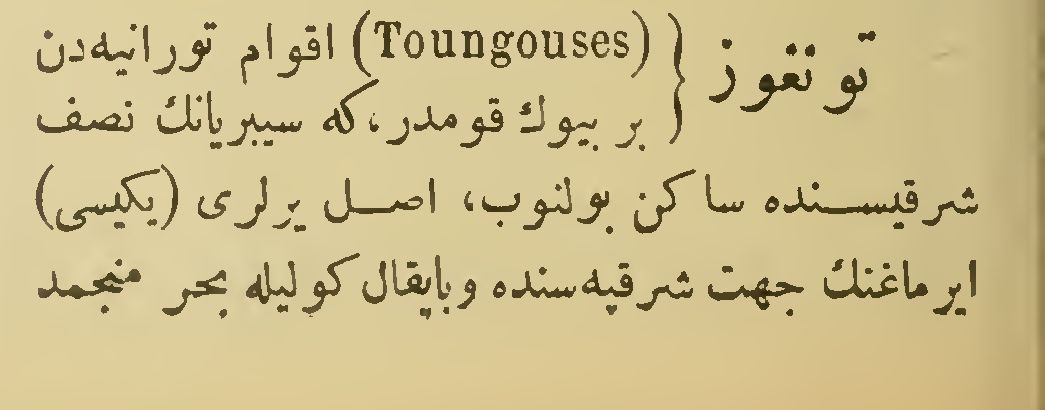 تونغوز { (Toungouses) اقوام تورانیه‌دن
بر بیوك قومدر،که سیبریانك نصف
شرقیسنده ساکن بولنوب، اصل یرلری (یکیسی)
ایرماغنك جهت شرقیه‌سنده وبایقال کولیله بحر منجمد